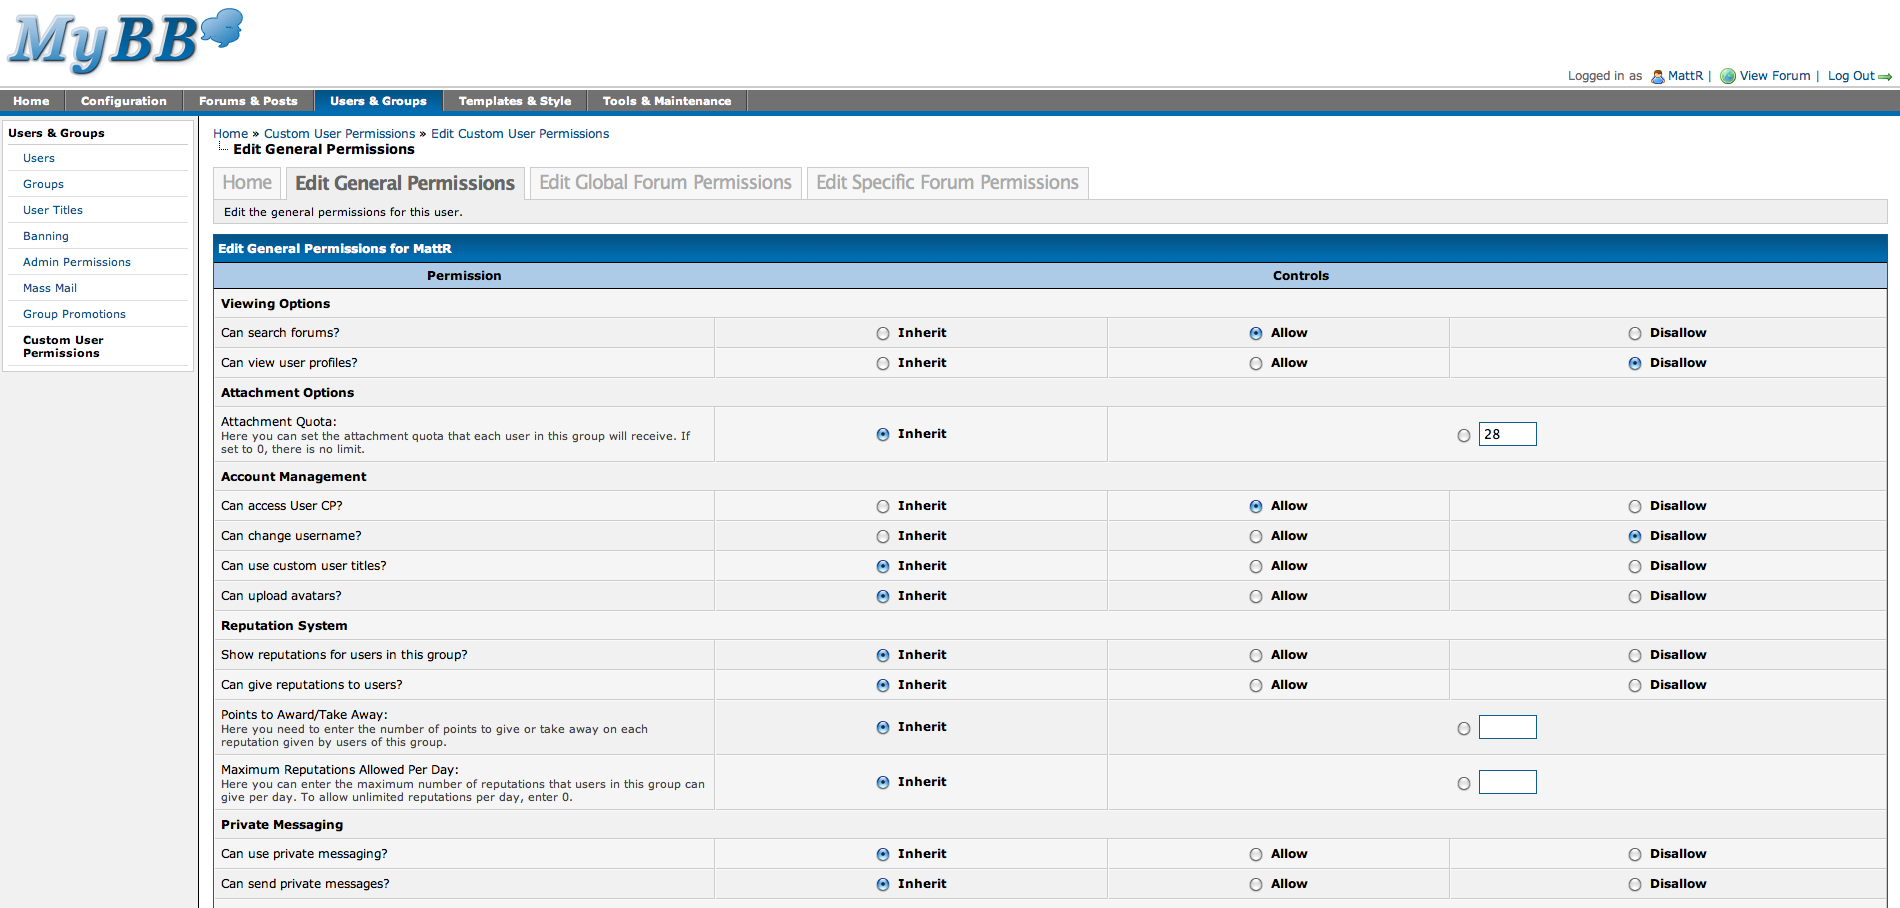 MyBB
Logged in as MattR | View Forum | Log Out
Home Configuration Forums & Posts Users & Groups Templates & Style Tools & Maintenance
Users & Groups
Users
Groups
User Titles
Banning
Admin Permissions
Mass Mail
Group Promotions
Custom User
Permissions
Home » Custom User Permissions » Edit Custom User Permissions
Edit General Permissions
Home Edit General Permissions Edit Global Forum Permissions Edit Specific Forum Permissions
Edit the general permissions for this user.
Edit General Permissions for MattR
Permission Controls
Viewing Options
Can search forums? Inherit Allow Disallow
Can view user profiles? Inherit Allow Disallow
Attachment Options
Attachment Quota:
Here you can set the attachment quota that each user in this group will receive. If
set to 0, there is no limit.
Inherit 28
Account Management
Can access User CP? Inherit Allow Disallow
Can change username? Inherit Allow Disallow
Can use custom user titles? Inherit Allow Disallow
Can upload avatars? Inherit Allow Disallow
Reputation System
Show reputations for users in this group? Inherit Allow Disallow
Can give reputations to users? Inherit Allow Disallow
Points to Award/Take Away:
Here you need to enter the number of points to give or take away on each
reputation given by users of this group.
Inherit
Maximum Reputations Allowed Per Day:
Here you can enter the maximum number of reputations that users in this group can
give per day. To allow unlimited reputations per day, enter 0.
Inherit
Private Messaging
Can use private messaging? Inherit Allow Disallow
Can send private messages? Inherit Allow Disallow